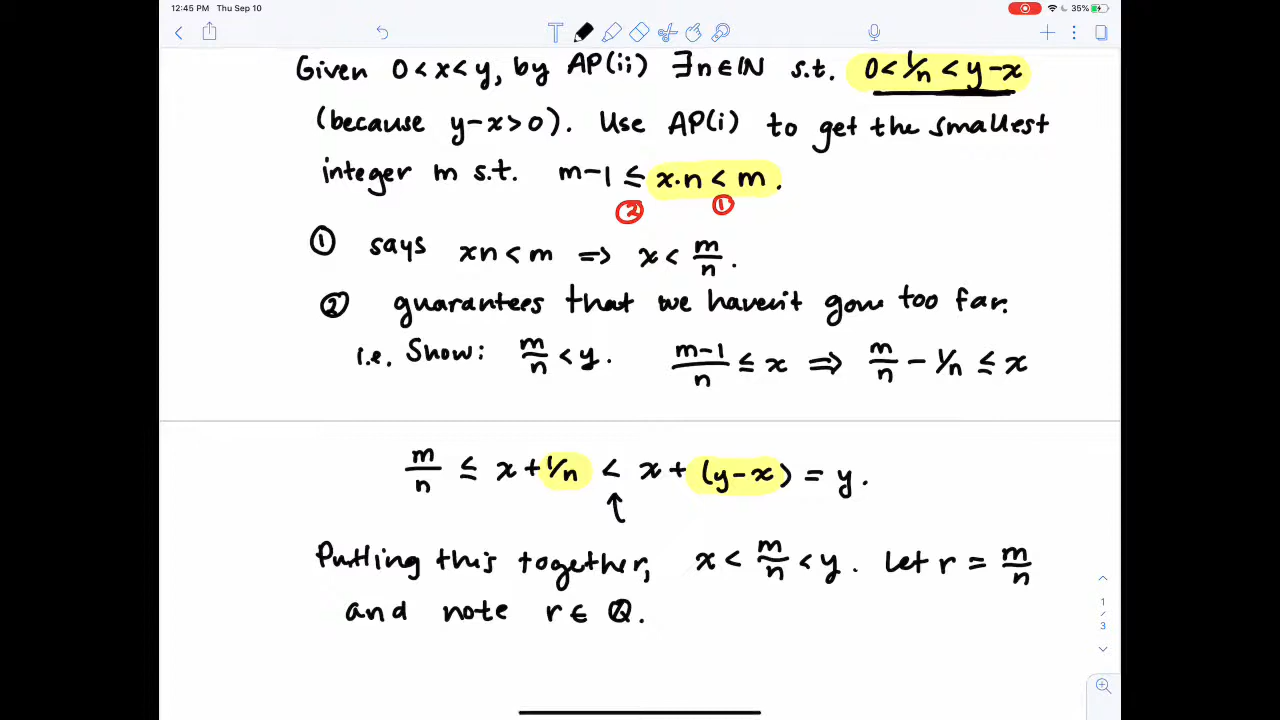 12:45 PM Thu Sep 10 35%
Given 0 < x < y, by AP(ii) ∃n∈ℕ s.t. 0 < 1/n < y−x
(because y−x>0). Use AP(i) to get the smallest
integer m s.t. m−1 ≤ x·n < m.
② ①
① says xn < m ⟹ x < m/n.
② guarantees that we haven't gone too far.
i.e. Show: m/n < y. (m−1)/n ≤ x ⟹ m/n − 1/n ≤ x
m/n ≤ x + 1/n < x + (y−x) = y.
Putting this together, x < m/n < y. Let r = m/n
and note r ∈ ℚ.
1
/
3